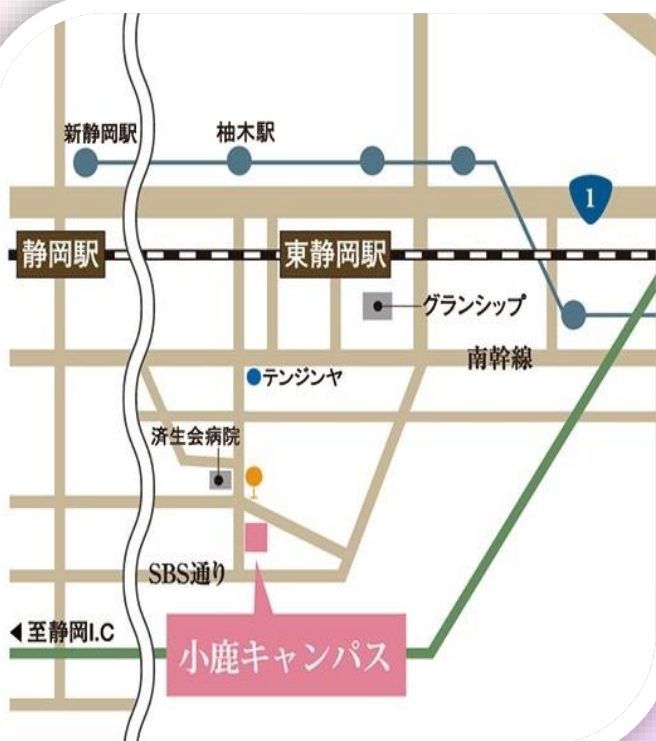 新静岡駅
柚木駅
1
静岡駅
東静岡駅
グランシップ
南幹線
テンジンヤ
済生会病院
SBS通り
◀至静岡I.C
小鹿キャンパス